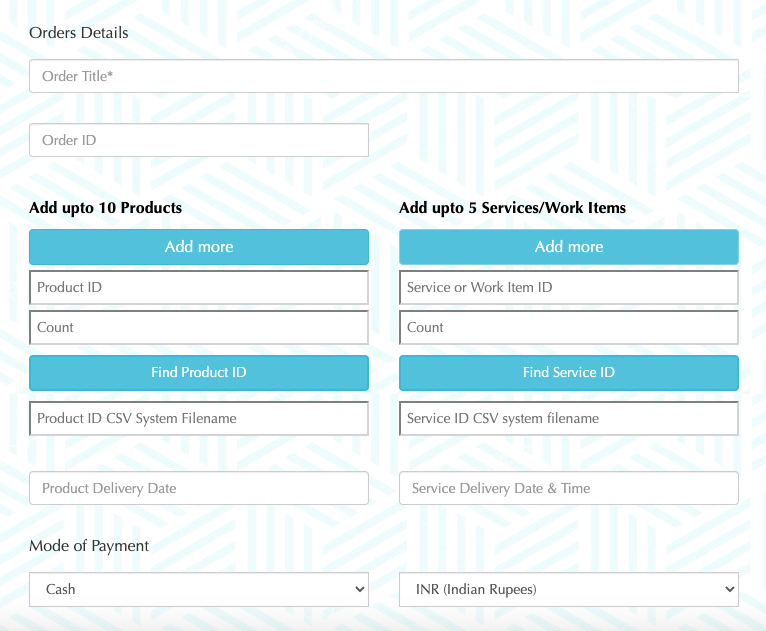 Orders Details
Order Title*
Order ID
Add upto 10 Products
Add upto 5 Services/Work Items
Add more
Add more
Product ID
Service or Work Item ID
Count
Count
Find Product ID
Find Service ID
Product ID CSV System Filename
Service ID CSV system filename
Product Delivery Date
Service Delivery Date & Time
Mode of Payment
Cash
INR (Indian Rupees)